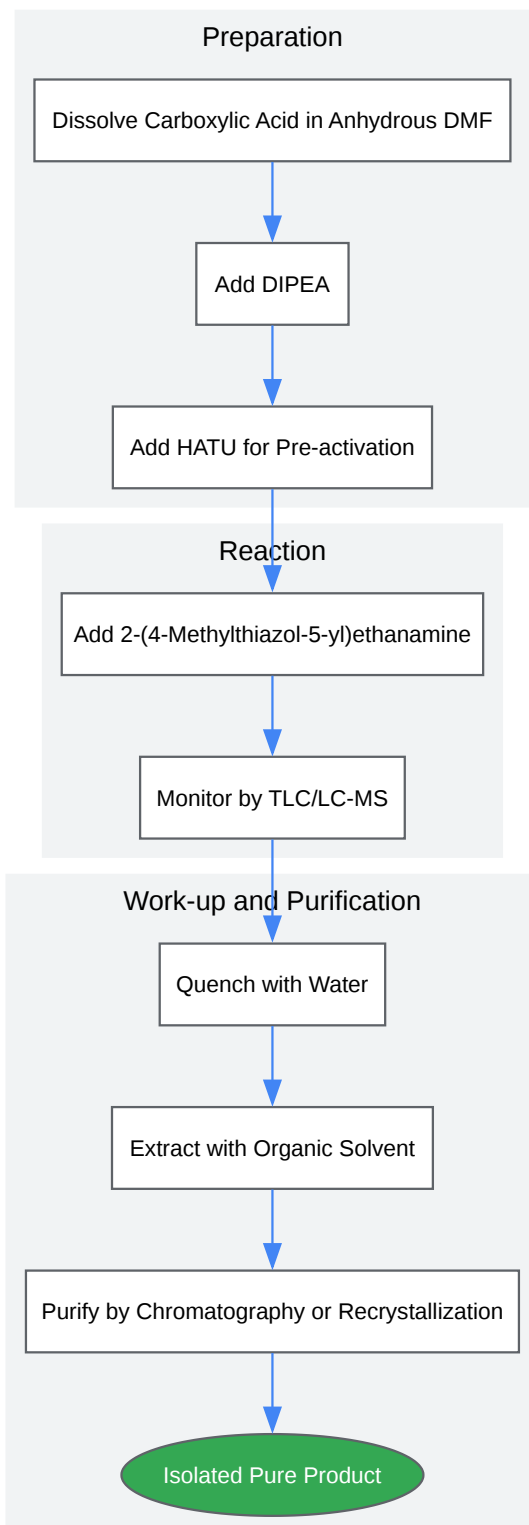 Preparation
Dissolve Carboxylic Acid in Anhydrous DMF
Add DIPEA
Add HATU for Pre-activation
Reaction
Add 2-(4-Methylthiazol-5-yl)ethanamine
Monitor by TLC/LC-MS
Work-up and Purification
Quench with Water
Extract with Organic Solvent
Purify by Chromatography or Recrystallization
Isolated Pure Product